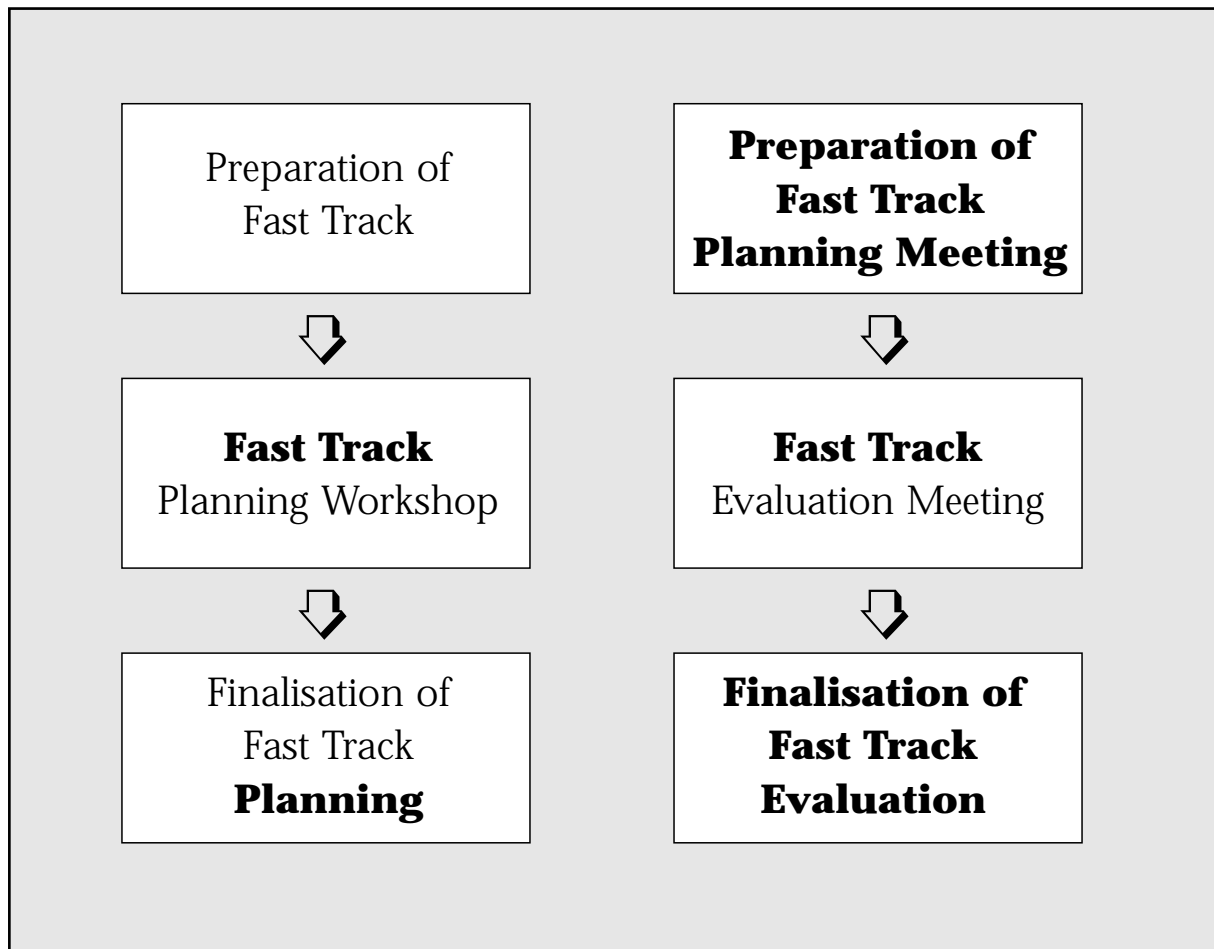 Preparation of
Fast Track
Fast Track
Planning Workshop
Finalisation of
Fast Track
Planning
Preparation of
Fast Track
Planning Meeting
Fast Track
Evaluation Meeting
Finalisation of
Fast Track
Evaluation